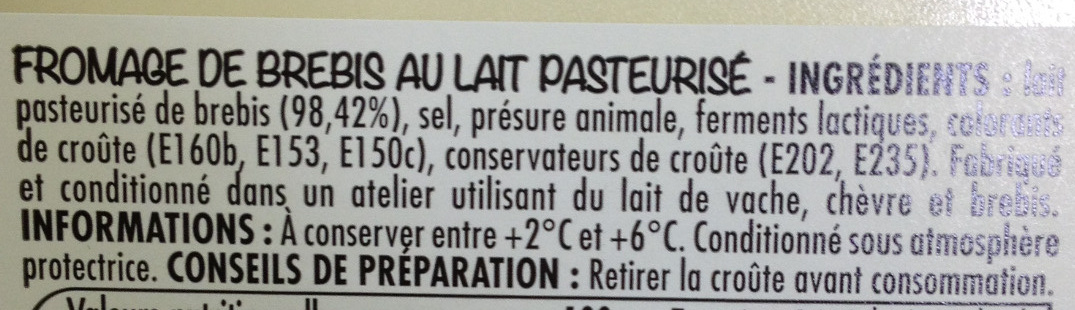 FROMAGE DE BREBIS AU LAIT PASTEURISÉ - INGRÉDIENTS : lait
pasteurisé de brebis (98,42%), sel, présure animale, ferments lactiques, colorants
de croûte (E160b, E153, E150c), conservateurs de croûte (E202, E235). Fabriqué
et conditionné dans un atelier utilisant du lait de vache, chèvre et brebis.
INFORMATIONS : À conserver entre +2°C et +6°C. Conditionné sous atmosphère
protectrice. CONSEILS DE PRÉPARATION : Retirer la croûte avant consommation.